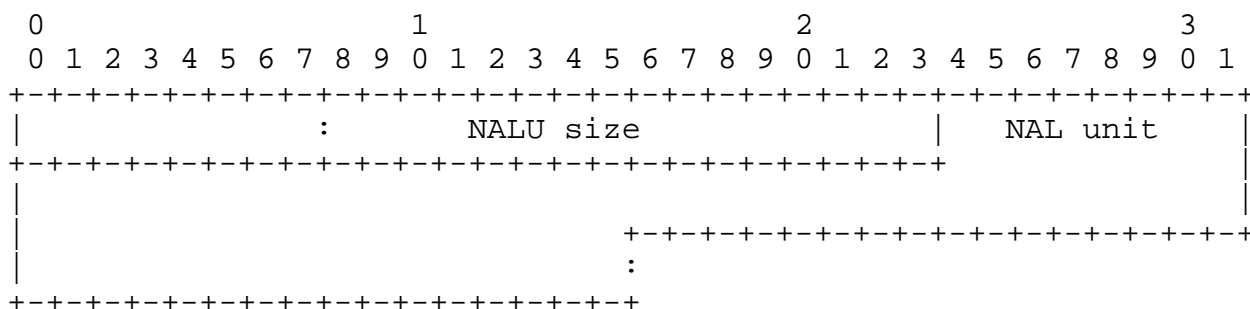 0                   1                   2                   3
 0 1 2 3 4 5 6 7 8 9 0 1 2 3 4 5 6 7 8 9 0 1 2 3 4 5 6 7 8 9 0 1
+-+-+-+-+-+-+-+-+-+-+-+-+-+-+-+-+-+-+-+-+-+-+-+-+-+-+-+-+-+-+-+-+
|               :       NALU size               |   NAL unit    |
+-+-+-+-+-+-+-+-+-+-+-+-+-+-+-+-+-+-+-+-+-+-+-+-+               |
|                                                               |
|                               +-+-+-+-+-+-+-+-+-+-+-+-+-+-+-+-+
|                               :
+-+-+-+-+-+-+-+-+-+-+-+-+-+-+-+-+